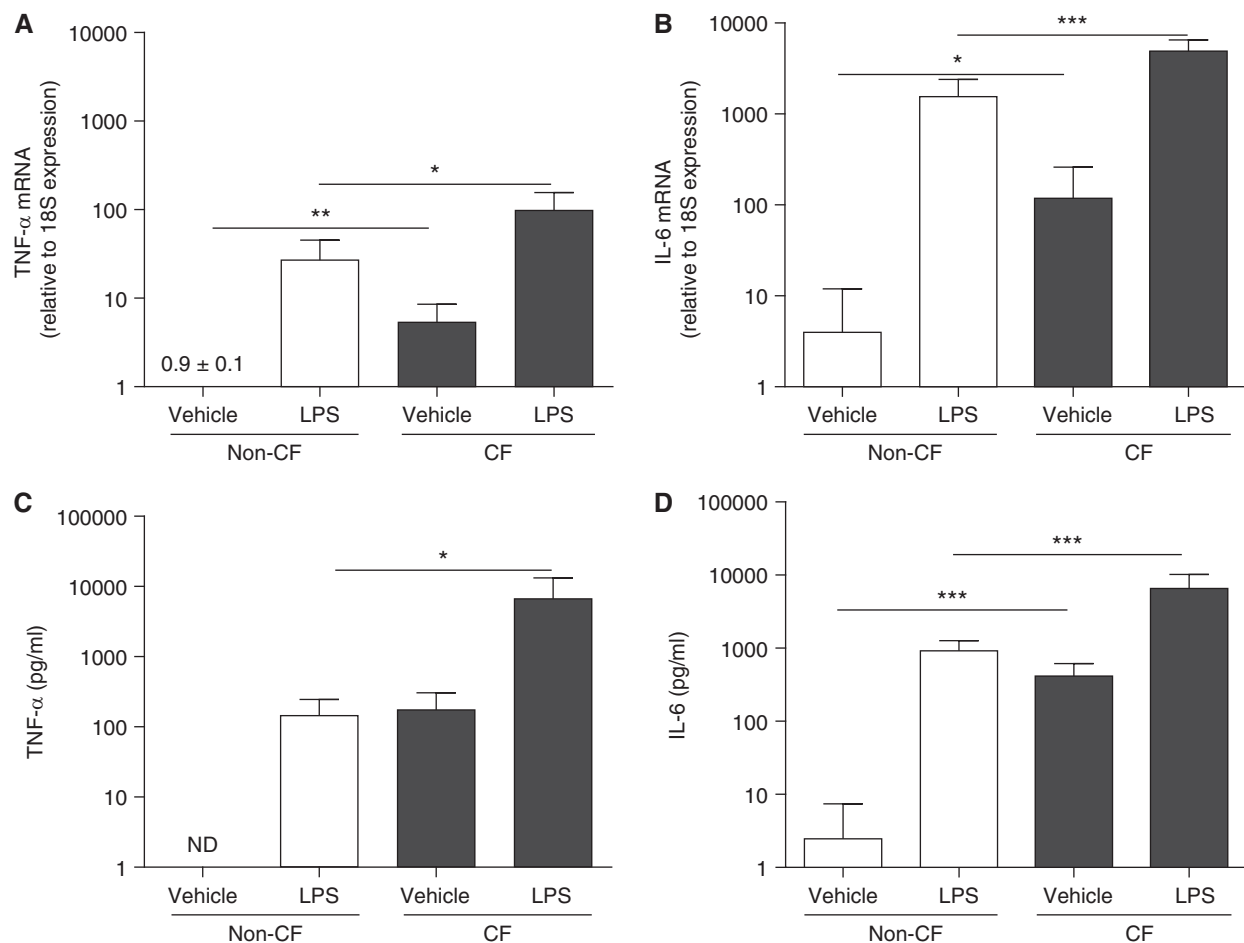 A
TNF-α mRNA
(relative to 18S expression)
10000
1000
100
10
1
*
**
0.9 ± 0.1
Vehicle LPS Vehicle LPS
Non-CF CF
B
IL-6 mRNA
(relative to 18S expression)
10000
1000
100
10
1
***
*
Vehicle LPS Vehicle LPS
Non-CF CF
C
TNF-α (pg/ml)
100000
10000
1000
100
10
1
*
ND
Vehicle LPS Vehicle LPS
Non-CF CF
D
IL-6 (pg/ml)
100000
10000
1000
100
10
1
***
***
Vehicle LPS Vehicle LPS
Non-CF CF